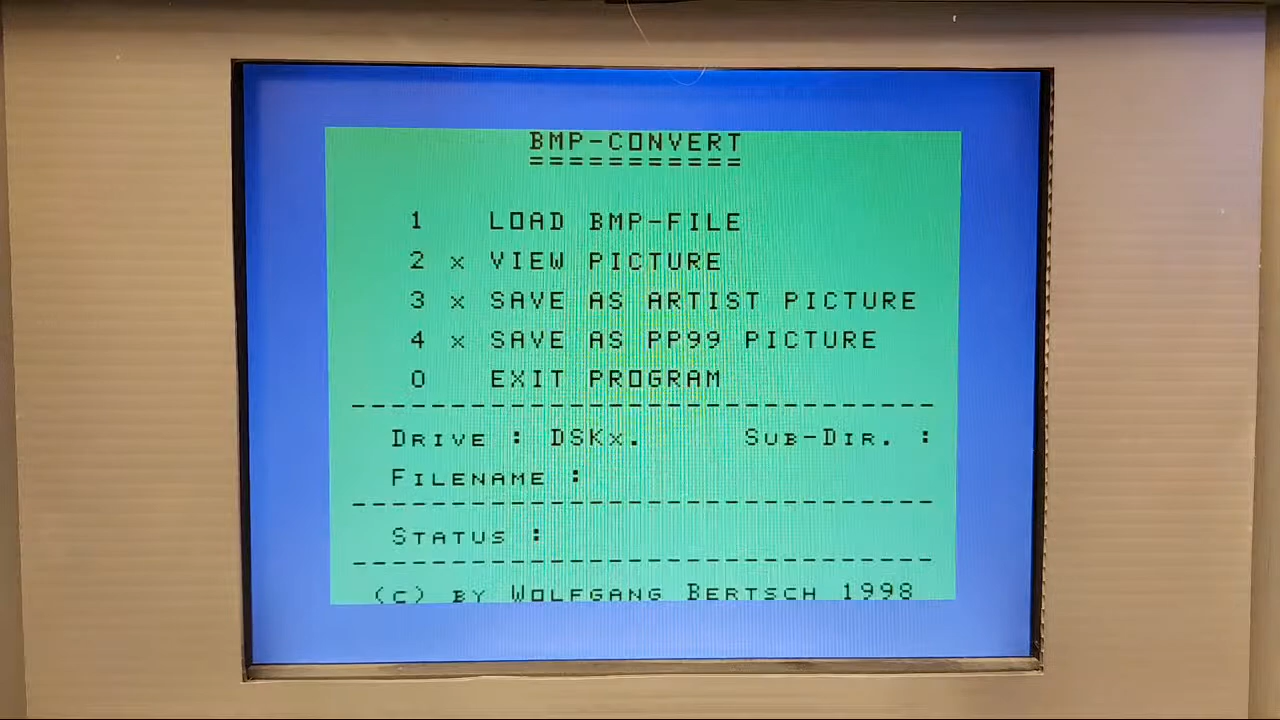 BMP-CONVERT
===========
1 LOAD BMP-FILE
2 x VIEW PICTURE
3 x SAVE AS ARTIST PICTURE
4 x SAVE AS PP99 PICTURE
0 EXIT PROGRAM
------------------------------
Drive : DSKx. Sub-Dir. :
Filename :
------------------------------
Status :
------------------------------
(c) by Wolfgang Bertsch 1998